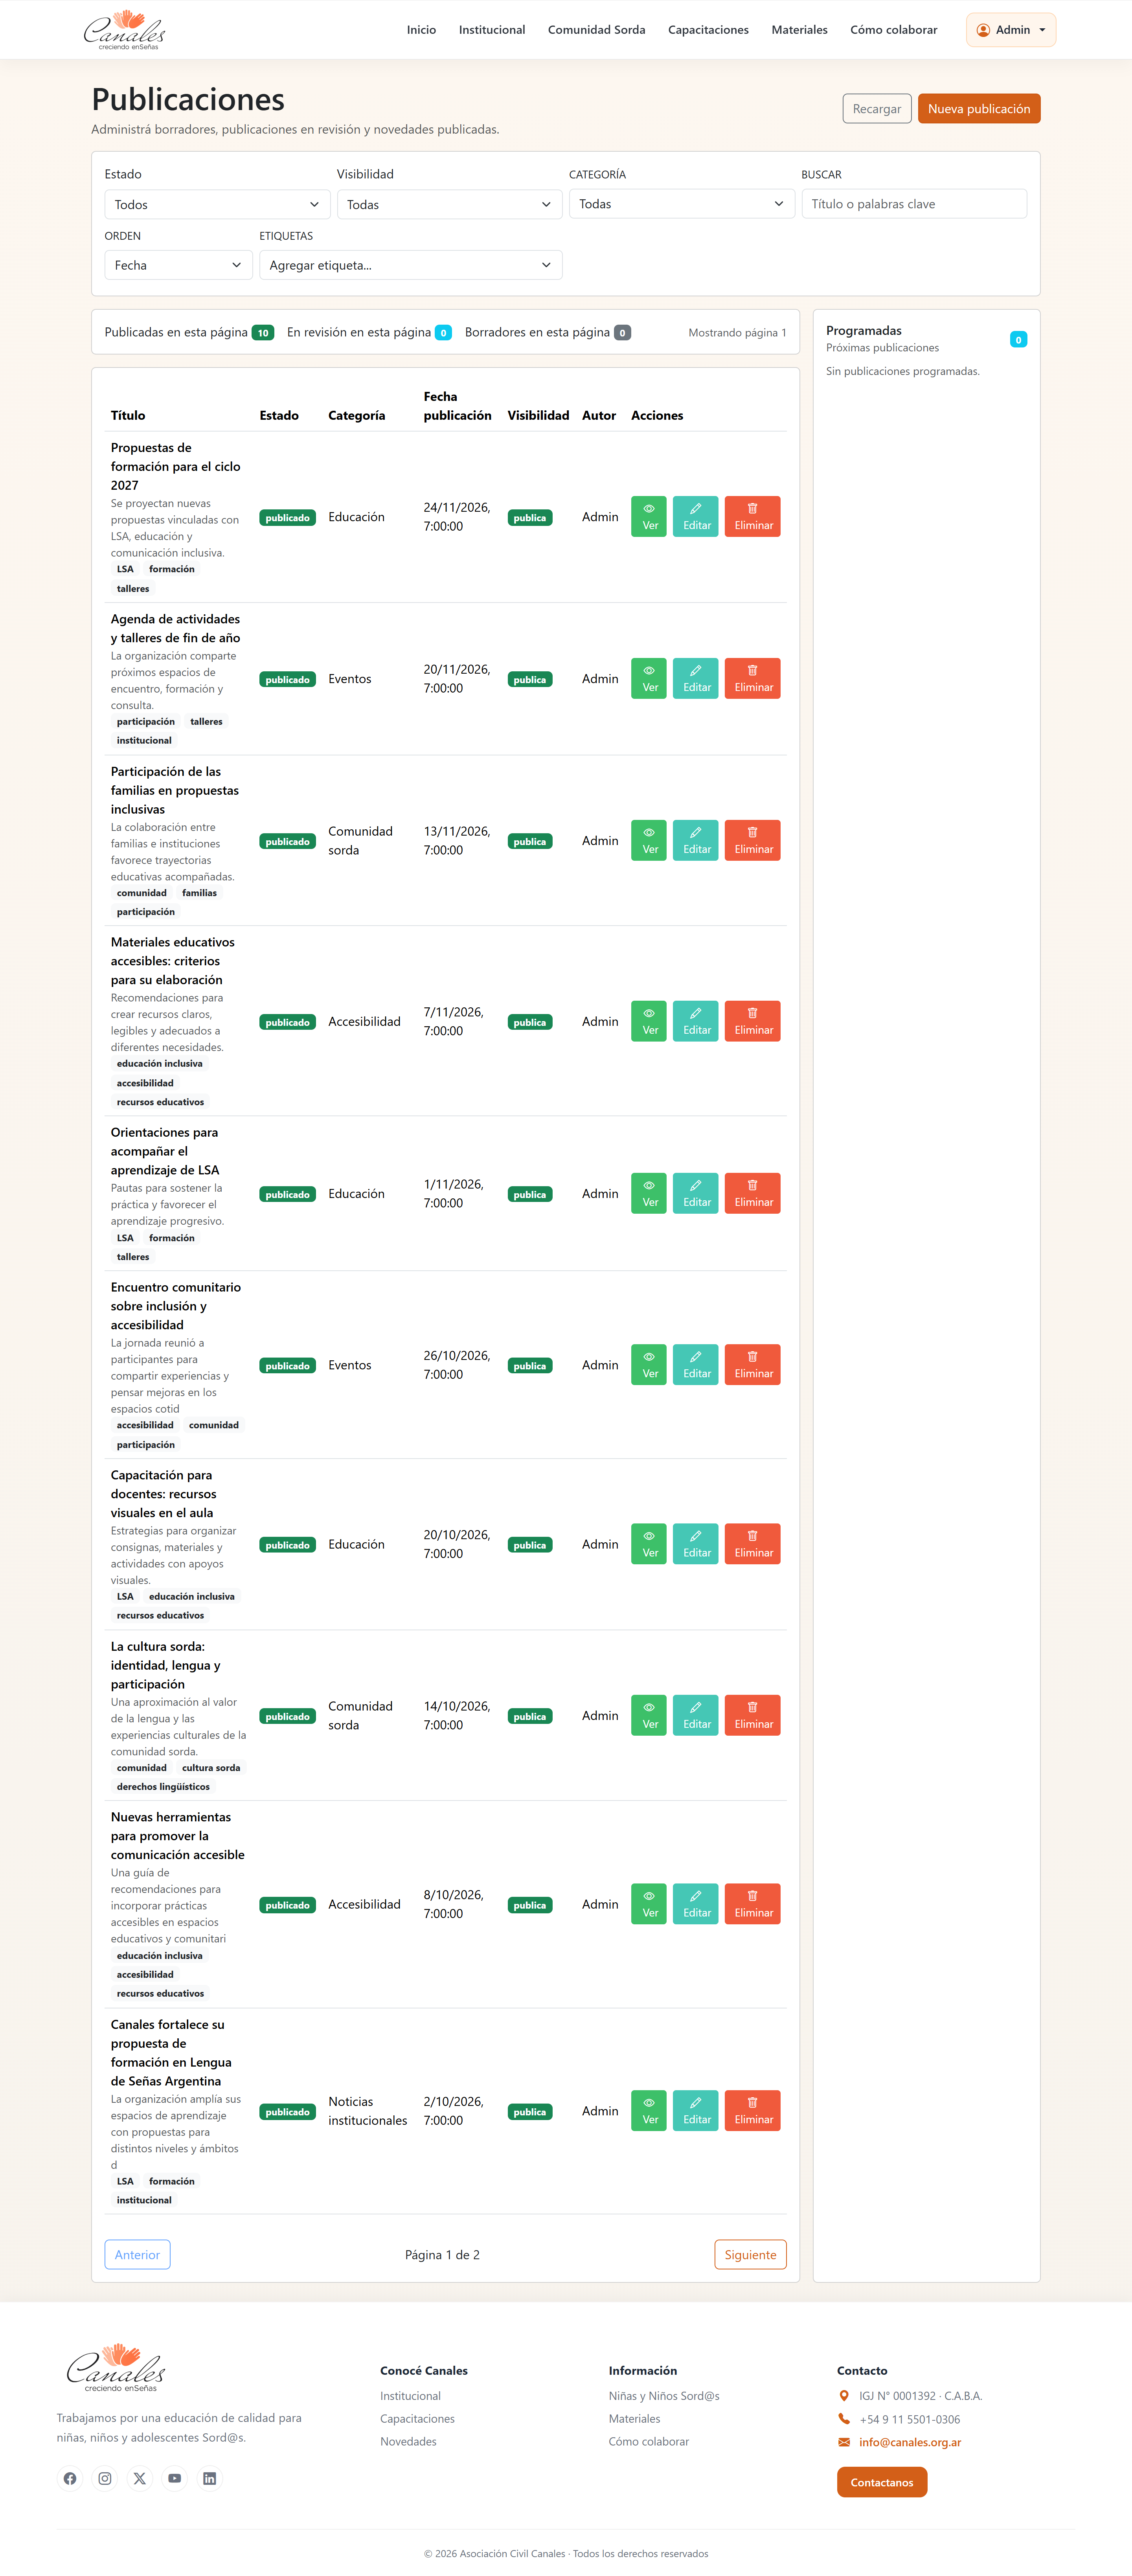 Canales
creciendo enSeñas
Inicio
Institucional
Comunidad Sorda
Capacitaciones
Materiales
Cómo colaborar
Admin
Publicaciones
Administrá borradores, publicaciones en revisión y novedades publicadas.
Recargar
Nueva publicación
Estado
Visibilidad
CATEGORÍA
BUSCAR
Todos
Todas
Todas
Título o palabras clave
ORDEN
ETIQUETAS
Fecha
Agregar etiqueta...
Publicadas en esta página 10
En revisión en esta página 0
Borradores en esta página 0
Mostrando página 1
Programadas
Próximas publicaciones
0
Sin publicaciones programadas.
Título
Estado
Categoría
Fecha
publicación
Visibilidad
Autor
Acciones
Propuestas de
formación para el ciclo
2027
Se proyectan nuevas
propuestas vinculadas con
LSA, educación y
comunicación inclusiva.
LSA formación
talleres
publicado
Educación
24/11/2026,
7:00:00
publica
Admin
Ver
Editar
Eliminar
Agenda de actividades
y talleres de fin de año
La organización comparte
próximos espacios de
encuentro, formación y
consulta.
participación talleres
institucional
publicado
Eventos
20/11/2026,
7:00:00
publica
Admin
Ver
Editar
Eliminar
Participación de las
familias en propuestas
inclusivas
La colaboración entre
familias e instituciones
favorece trayectorias
educativas acompañadas.
comunidad familias
participación
publicado
Comunidad
sorda
13/11/2026,
7:00:00
publica
Admin
Ver
Editar
Eliminar
Materiales educativos
accesibles: criterios
para su elaboración
Recomendaciones para
crear recursos claros,
legibles y adecuados a
diferentes necesidades.
educación inclusiva
accesibilidad
recursos educativos
publicado
Accesibilidad
7/11/2026,
7:00:00
publica
Admin
Ver
Editar
Eliminar
Orientaciones para
acompañar el
aprendizaje de LSA
Pautas para sostener la
práctica y favorecer el
aprendizaje progresivo.
LSA formación
talleres
publicado
Educación
1/11/2026,
7:00:00
publica
Admin
Ver
Editar
Eliminar
Encuentro comunitario
sobre inclusión y
accesibilidad
La jornada reunió a
participantes para
compartir experiencias y
pensar mejoras en los
espacios cotid
accesibilidad comunidad
participación
publicado
Eventos
26/10/2026,
7:00:00
publica
Admin
Ver
Editar
Eliminar
Capacitación para
docentes: recursos
visuales en el aula
Estrategias para organizar
consignas, materiales y
actividades con apoyos
visuales.
LSA educación inclusiva
recursos educativos
publicado
Educación
20/10/2026,
7:00:00
publica
Admin
Ver
Editar
Eliminar
La cultura sorda:
identidad, lengua y
participación
Una aproximación al valor
de la lengua y las
experiencias culturales de la
comunidad sorda.
comunidad cultura sorda
derechos lingüísticos
publicado
Comunidad
sorda
14/10/2026,
7:00:00
publica
Admin
Ver
Editar
Eliminar
Nuevas herramientas
para promover la
comunicación accesible
Una guía de
recomendaciones para
incorporar prácticas
accesibles en espacios
educativos y comunitari
educación inclusiva
accesibilidad
recursos educativos
publicado
Accesibilidad
8/10/2026,
7:00:00
publica
Admin
Ver
Editar
Eliminar
Canales fortalece su
propuesta de
formación en Lengua
de Señas Argentina
La organización amplía sus
espacios de aprendizaje
con propuestas para
distintos niveles y ámbitos
d
LSA formación
institucional
publicado
Noticias
institucionales
2/10/2026,
7:00:00
publica
Admin
Ver
Editar
Eliminar
Anterior
Página 1 de 2
Siguiente
Canales
creciendo enSeñas
Trabajamos por una educación de calidad para
niñas, niños y adolescentes Sord@s.
Conocé Canales
Institucional
Capacitaciones
Novedades
Información
Niñas y Niños Sord@s
Materiales
Cómo colaborar
Contacto
IGJ N° 0001392 · C.A.B.A.
+54 9 11 5501-0306
info@canales.org.ar
Contactanos
© 2026 Asociación Civil Canales · Todos los derechos reservados